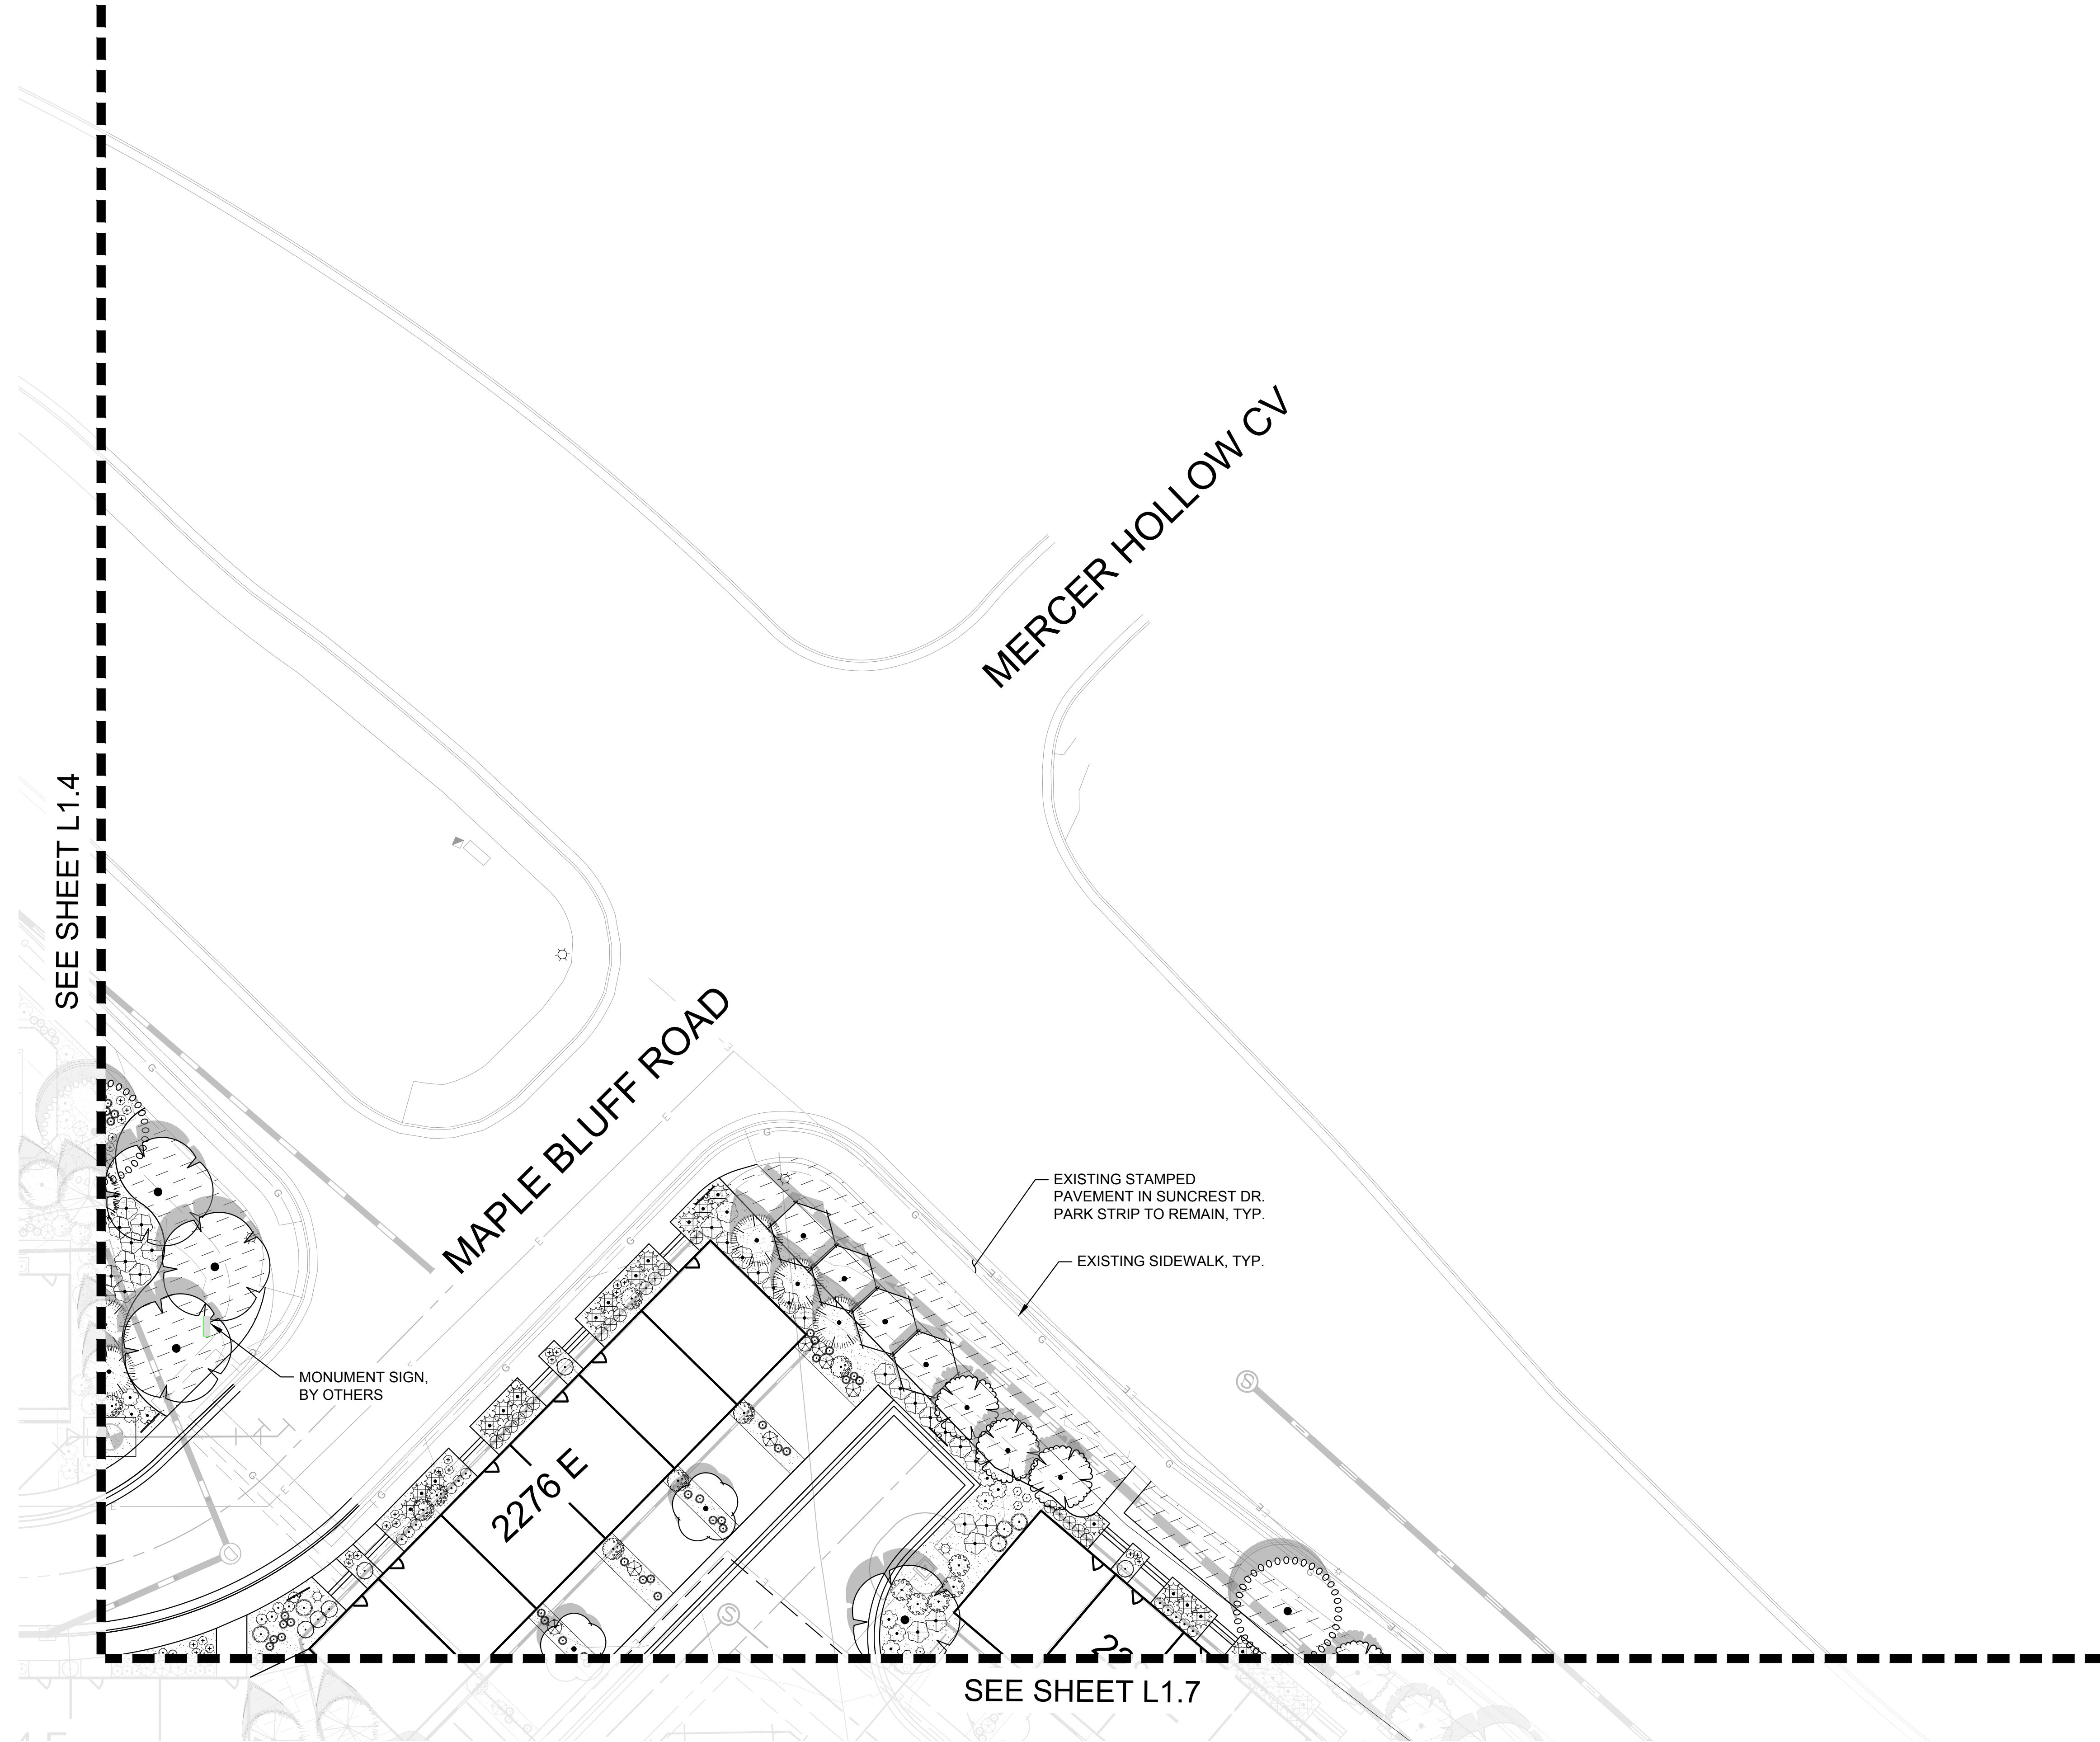 MERCER HOLLOW CV
SEE SHEET L1.4
MAPLE BLUFF ROAD
EXISTING STAMPED
PAVEMENT IN SUNCREST DR.
PARK STRIP TO REMAIN, TYP.
EXISTING SIDEWALK, TYP.
MONUMENT SIGN,
BY OTHERS
2276 E
SEE SHEET L1.7